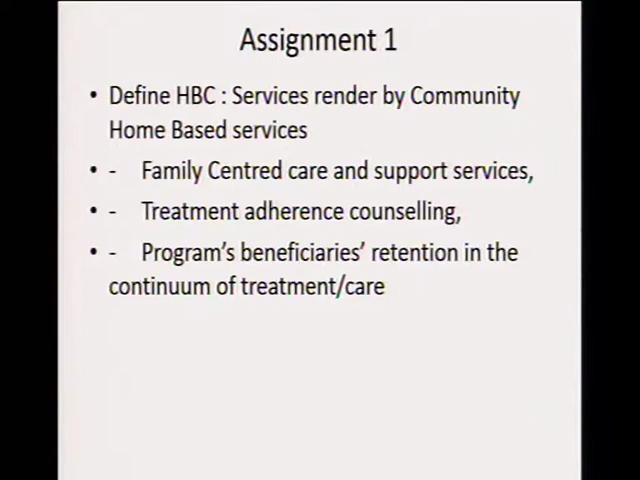 Assignment 1
• Define HBC : Services render by Community
Home Based services
• - Family Centred care and support services,
• - Treatment adherence counselling,
• - Program's beneficiaries' retention in the
continuum of treatment/care